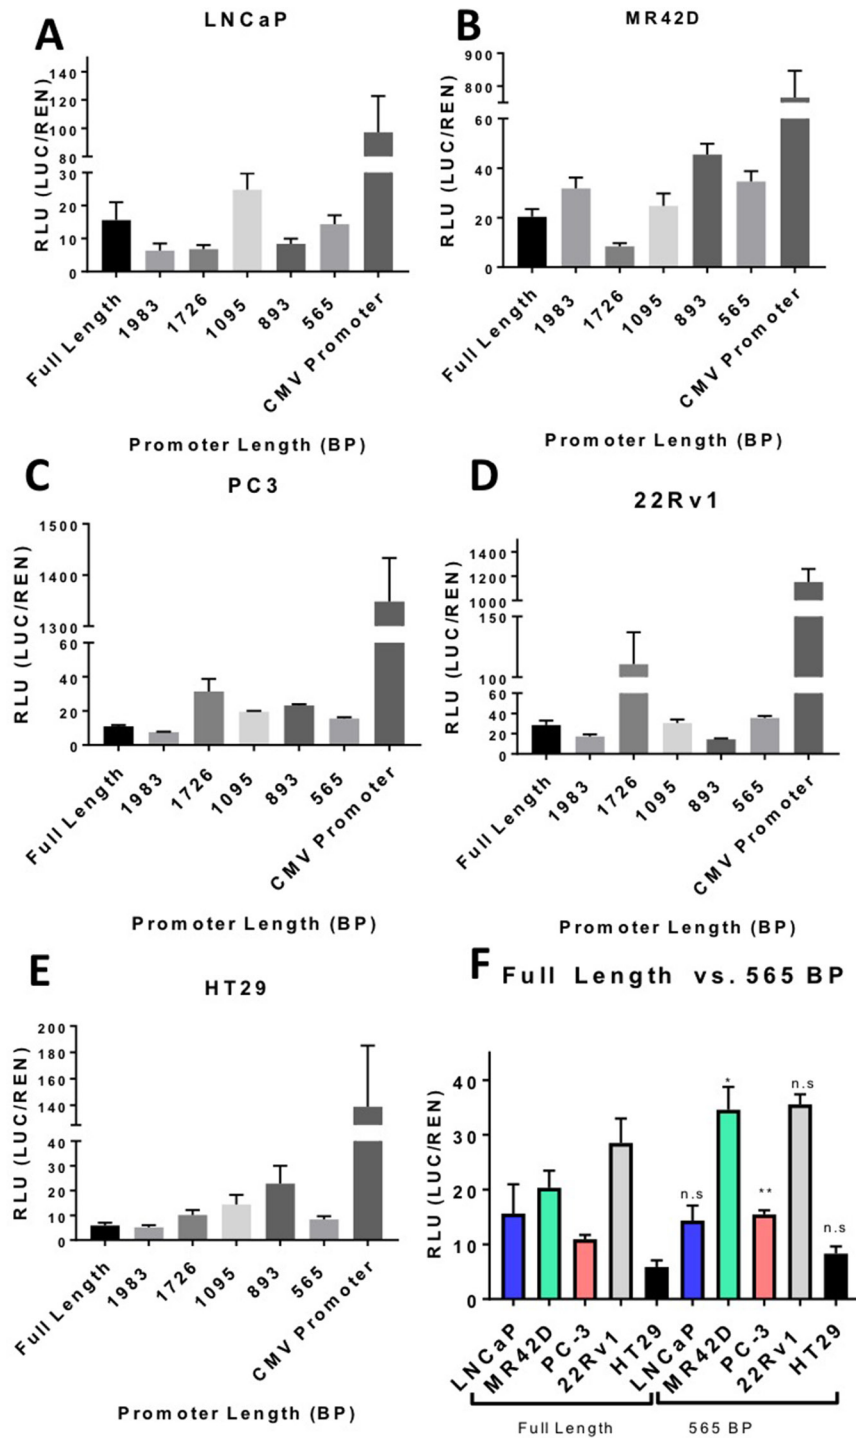 A
LNCaP
RLU (LUC/REN)
140
120
100
80
30
20
10
0
Full Length
1983
1726
1095
893
565
CMV Promoter
Promoter Length (BP)
B
MR42D
RLU (LUC/REN)
900
800
60
40
20
0
Full Length
1983
1726
1095
893
565
CMV Promoter
Promoter Length (BP)
C
PC3
RLU (LUC/REN)
1500
1400
1300
60
40
20
0
Full Length
1983
1726
1095
893
565
CMV Promoter
Promoter Length (BP)
D
22Rv1
RLU (LUC/REN)
1400
1200
1000
150
100
60
40
20
0
Full Length
1983
1726
1095
893
565
CMV Promoter
Promoter Length (BP)
E
HT29
RLU (LUC/REN)
200
180
160
140
40
30
20
10
0
Full Length
1983
1726
1095
893
565
CMV Promoter
Promoter Length (BP)
F
Full Length vs. 565 BP
RLU (LUC/REN)
40
30
20
10
0
n.s
*
**
n.s
n.s
LNCaP
MR42D
PC-3
22Rv1
HT29
LNCaP
MR42D
PC-3
22Rv1
HT29
Full Length
565 BP